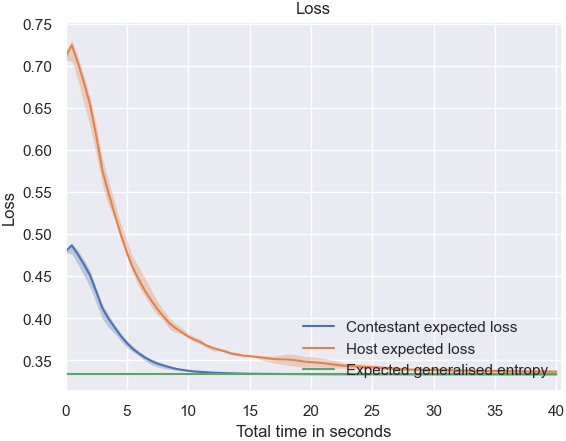 Loss
0.75
0.70
0.65
0.60
0.55
0.50
0.45
0.40
0.35
Loss
Contestant expected loss
Host expected loss
Expected generalised entropy
0 5 10 15 20 25 30 35 40
Total time in seconds